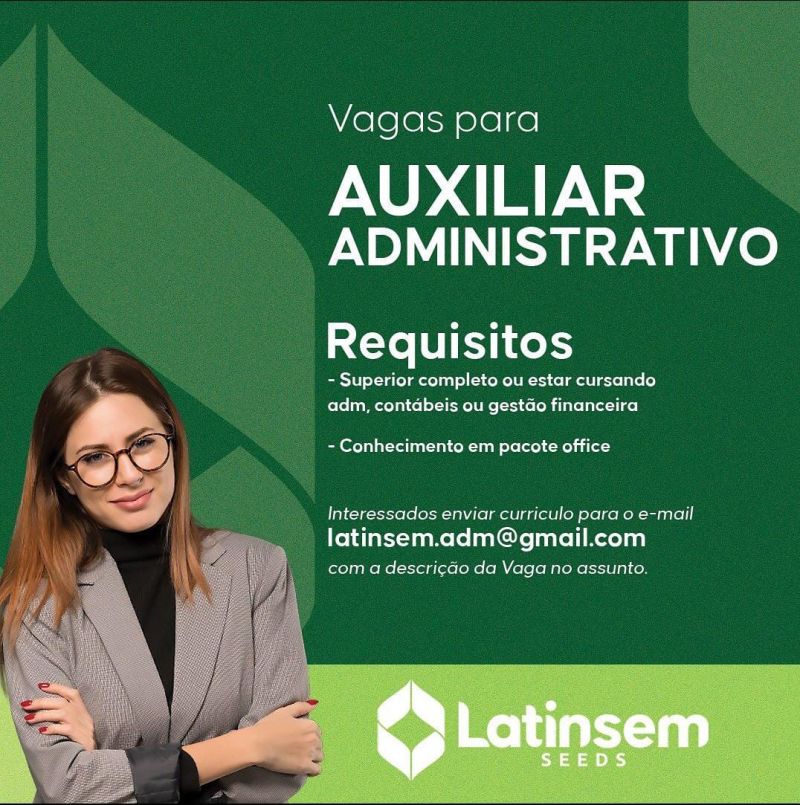 Vagas para
AUXILIAR
ADMINISTRATIVO
Requisitos
- Superior completo ou estar cursando
adm, contábeis ou gestão financeira
- Conhecimento em pacote office
Interessados enviar curriculo para o e-mail
latinsem.adm@gmail.com
com a descrição da Vaga no assunto.
Latinsem
SEEDS